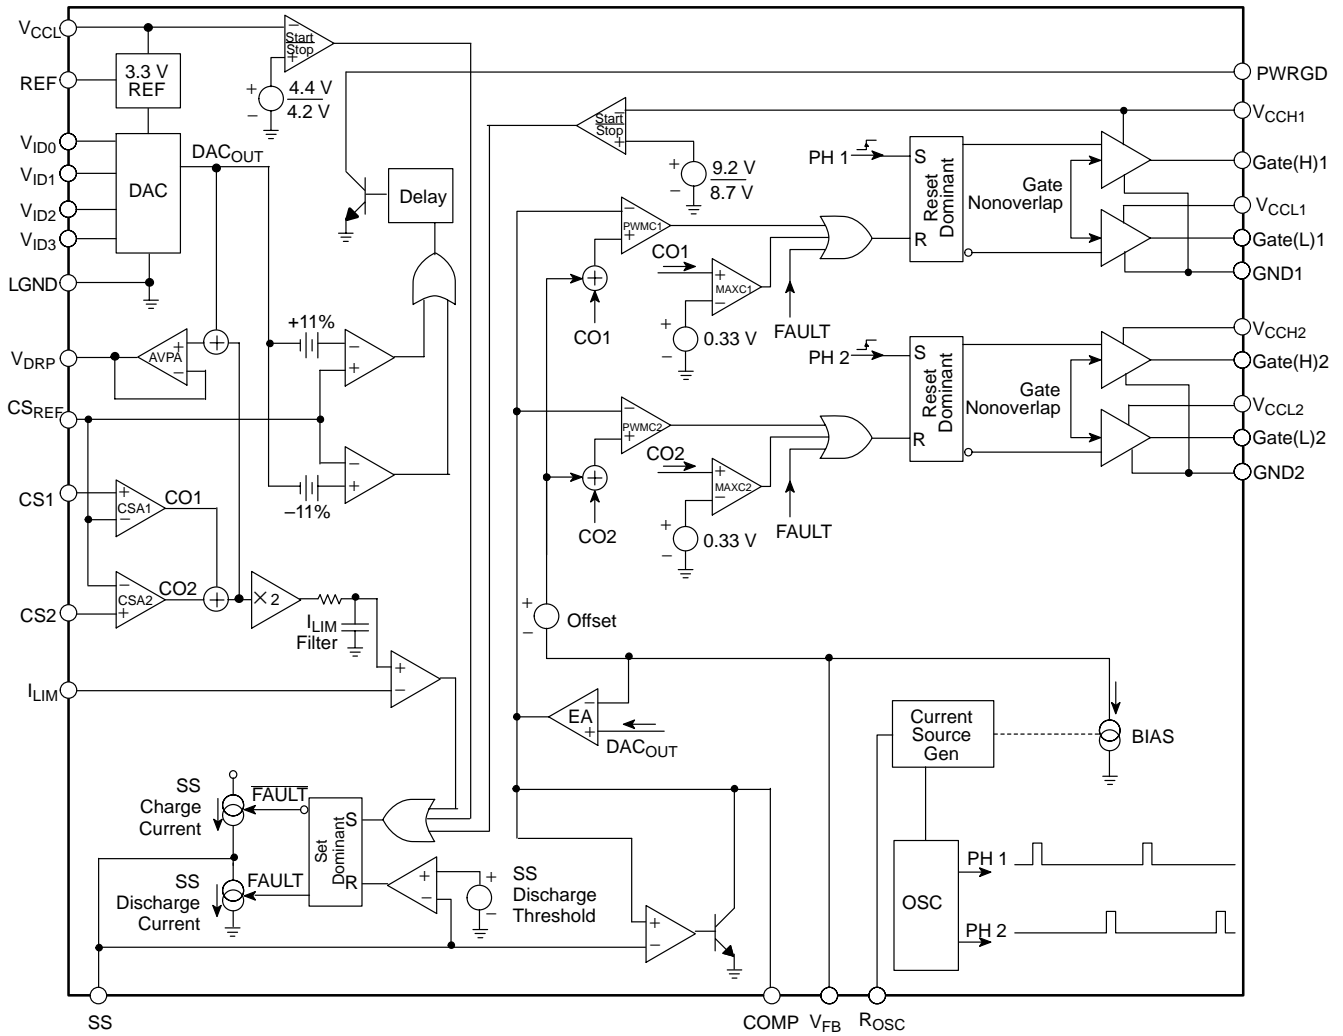 VCCL
REF
VID0
VID1
VID2
VID3
LGND
VDRP
CSREF
CS1
CS2
ILIM
3.3 V
REF
DAC
DACOUT
Start
Stop
+
−
4.4 V
4.2 V
Delay
+11%
−11%
AVPA
CSA1
CO1
CSA2
CO2
× 2
ILIM
Filter
SS
Charge
Current
FAULT
SS
Discharge
Current
FAULT
Set
Dominant
S
R
SS
Discharge
Threshold
SS
Start
Stop
9.2 V
8.7 V
PWMC1
CO1
CO1
MAXC1
0.33 V
FAULT
PH 1
S
R
Reset
Dominant
Gate
Nonoverlap
PWMC2
CO2
CO2
MAXC2
0.33 V
FAULT
PH 2
S
R
Reset
Dominant
Gate
Nonoverlap
Offset
EA
DACOUT
Current
Source
Gen
BIAS
OSC
PH 1
PH 2
PWRGD
VCCH1
Gate(H)1
VCCL1
Gate(L)1
GND1
VCCH2
Gate(H)2
VCCL2
Gate(L)2
GND2
COMP
VFB
ROSC